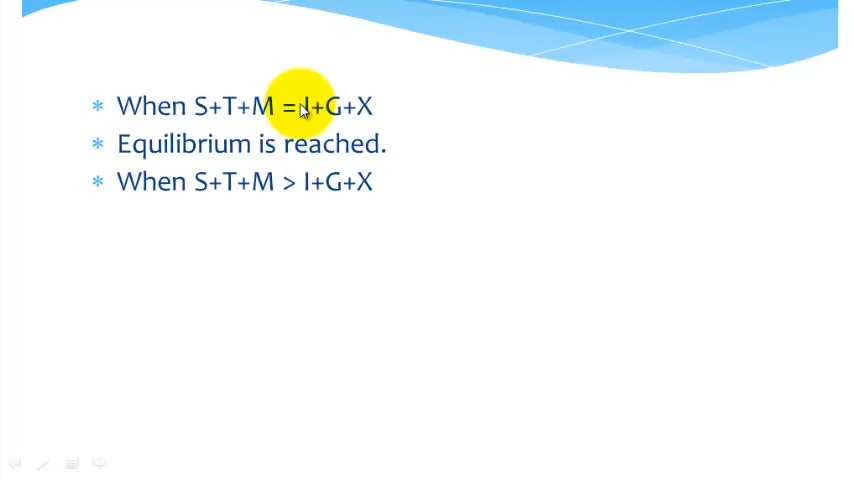 When S+T+M = I+G+X
Equilibrium is reached.
When S+T+M > I+G+X